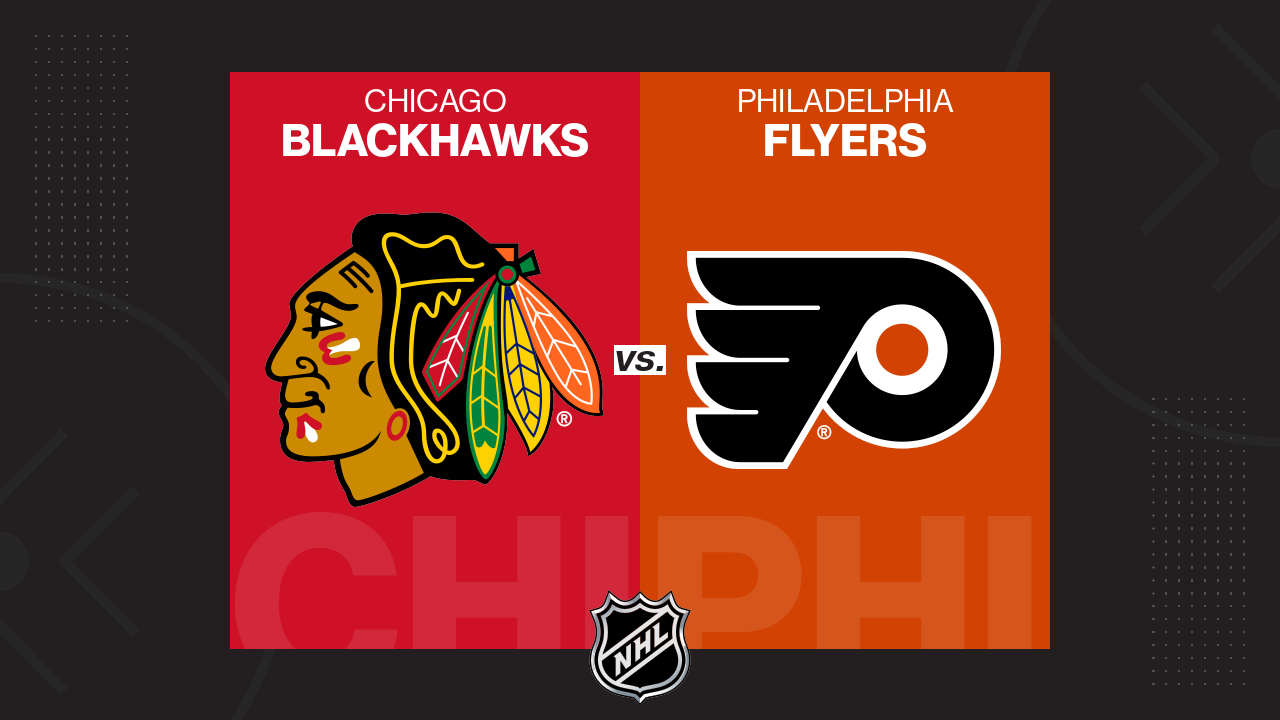 CHICAGO
BLACKHAWKS
PHILADELPHIA
FLYERS
vs.
®
®
CHI
PHI
NHL